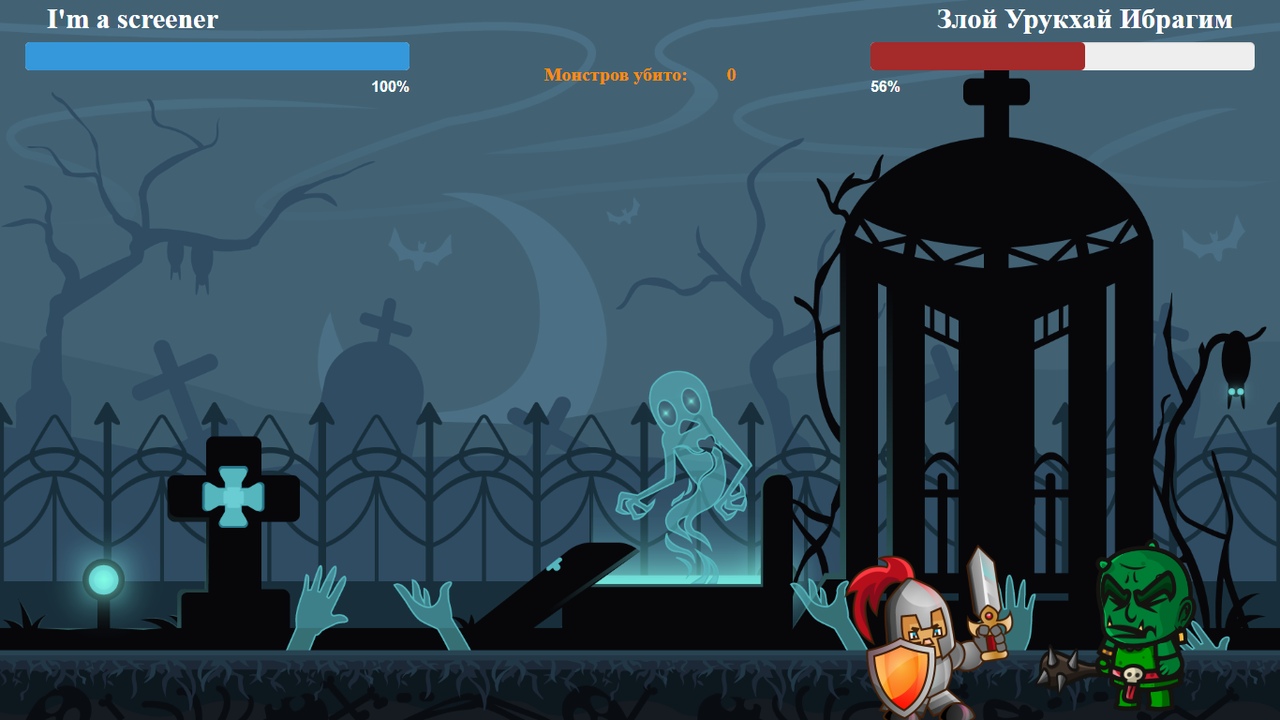 I'm a screener
Злой Урукхай Ибрагим
Монстров убито: 0
100%
56%